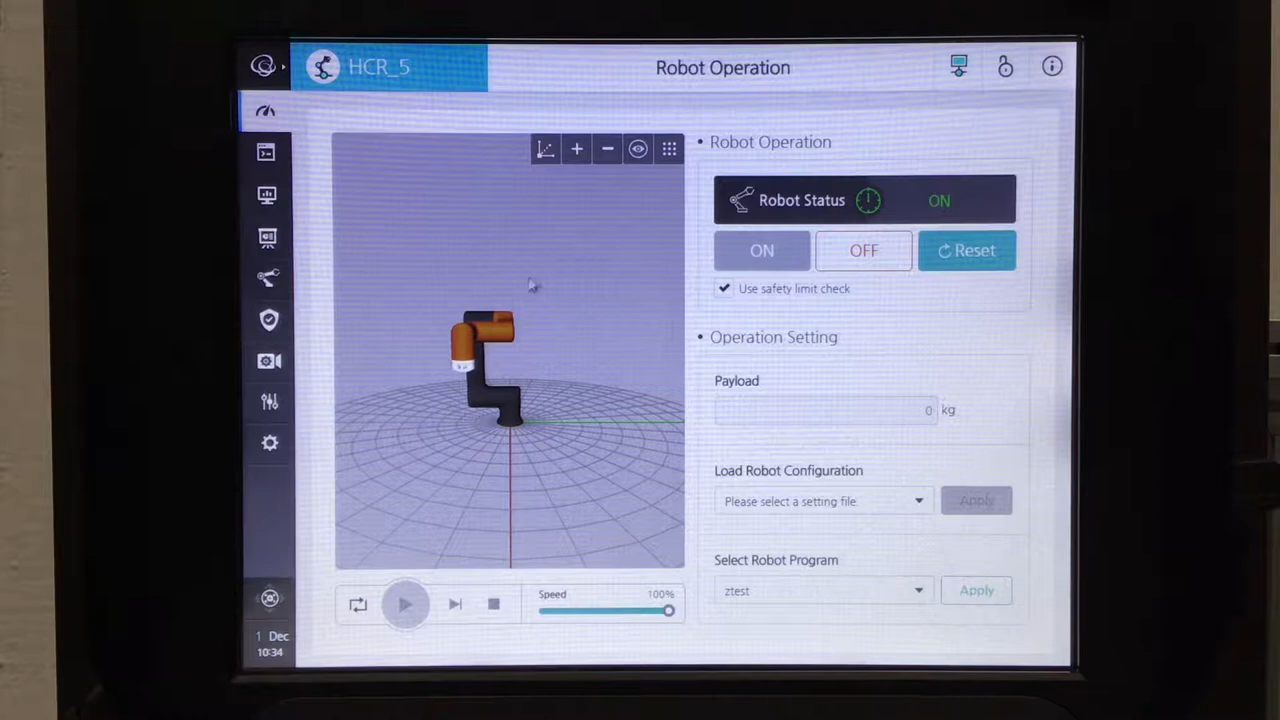 HCR_5
Robot Operation
Robot Operation
Robot Status ON
ON OFF Reset
Use safety limit check
Operation Setting
Payload
0 kg
Load Robot Configuration
Please select a setting file. Apply
Select Robot Program
ztest Apply
Speed 100%
1 Dec
10:34